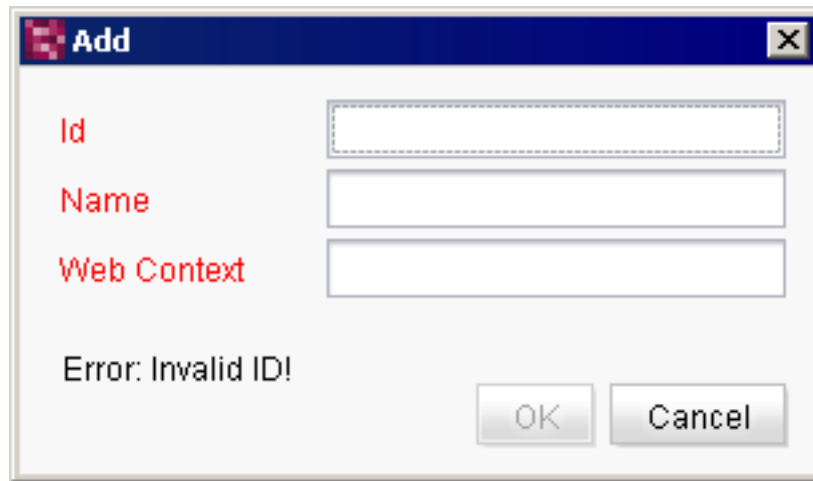 Add
Id
Name
Web Context
Error: Invalid ID!
OK
Cancel